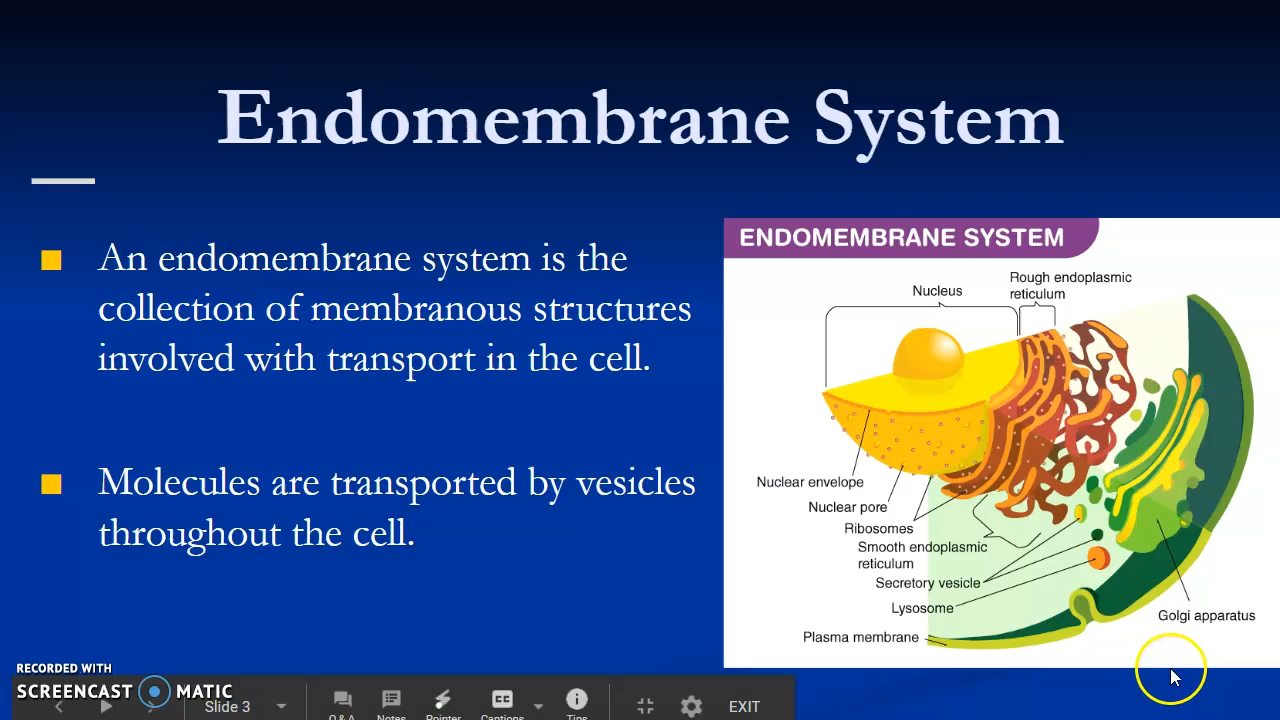 Endomembrane System
An endomembrane system is the
collection of membranous structures
involved with transport in the cell.
Molecules are transported by vesicles
throughout the cell.
ENDOMEMBRANE SYSTEM
Nucleus
Rough endoplasmic
reticulum
Nuclear envelope
Nuclear pore
Ribosomes
Smooth endoplasmic
reticulum
Secretory vesicle
Lysosome
Golgi apparatus
Plasma membrane
RECORDED WITH
SCREENCAST MATIC
Slide 3
Q & A
Notes
Pointer
Captions
Tips
EXIT